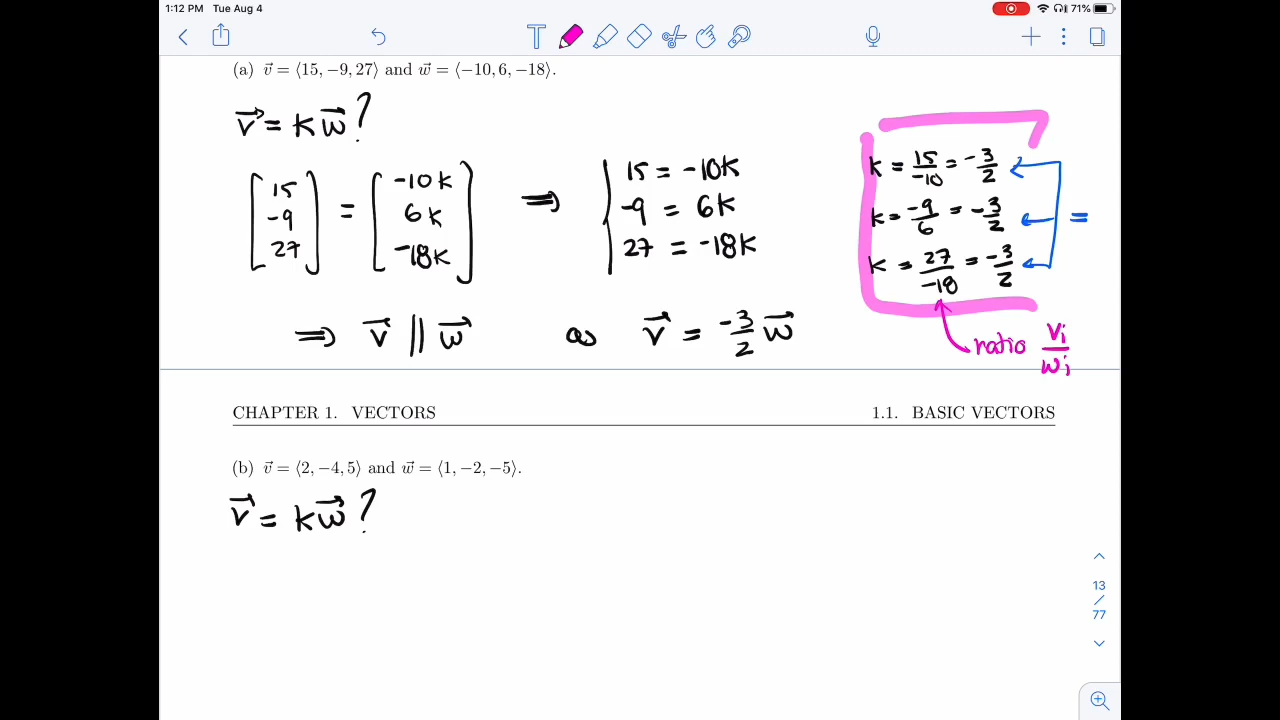 1:12 PM Tue Aug 4 71%
T
(a) v⃗ = ⟨15, −9, 27⟩ and w⃗ = ⟨−10, 6, −18⟩.
v⃗ = k w⃗ ?
[15 -9 27] = [-10k 6k -18k] ⟹ 15 = -10k
-9 = 6k
27 = -18k
k = 15/-10 = -3/2
k = -9/6 = -3/2 =
k = 27/-18 = -3/2
⟹ v⃗ ∥ w⃗ as v⃗ = -3/2 w⃗
ratio vi/wi
CHAPTER 1. VECTORS 1.1. BASIC VECTORS
(b) v⃗ = ⟨2, −4, 5⟩ and w⃗ = ⟨1, −2, −5⟩.
v⃗ = k w⃗ ?
13
/
77